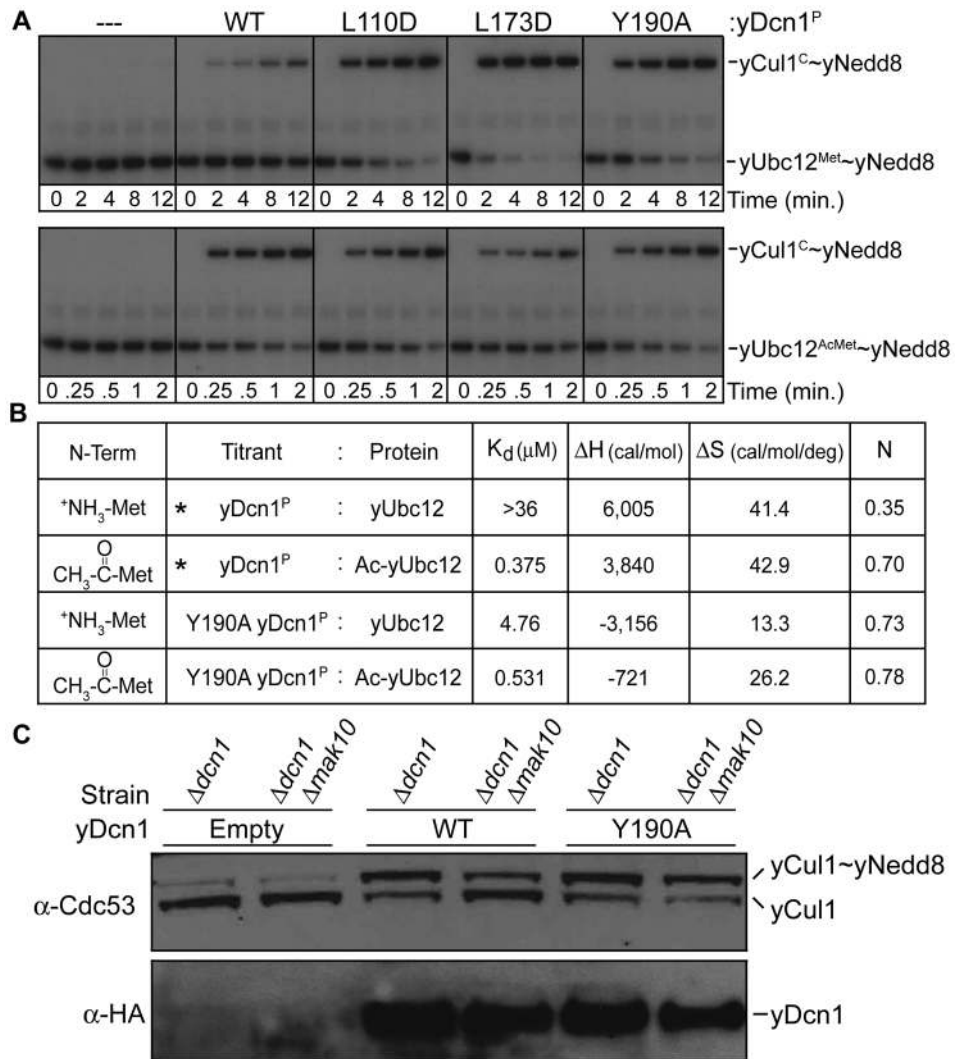 A
--- WT L110D L173D Y190A :yDcn1ᴾ
-yCul1ᶜ~yNedd8
-yUbc12ᴹᵉᵗ~yNedd8
0 2 4 8 12 0 2 4 8 12 0 2 4 8 12 0 2 4 8 12 0 2 4 8 12 Time (min.)
-yCul1ᶜ~yNedd8
-yUbc12ᴬᶜᴹᵉᵗ~yNedd8
0 .25 .5 1 2 0 .25 .5 1 2 0 .25 .5 1 2 0 .25 .5 1 2 0 .25 .5 1 2 Time (min.)
B
N-Term Titrant : Protein K_d (μM) ΔH (cal/mol) ΔS (cal/mol/deg) N
⁺NH₃-Met * yDcn1ᴾ : yUbc12 >36 6,005 41.4 0.35
O
CH₃-C-Met * yDcn1ᴾ : Ac-yUbc12 0.375 3,840 42.9 0.70
⁺NH₃-Met Y190A yDcn1ᴾ : yUbc12 4.76 -3,156 13.3 0.73
O
CH₃-C-Met Y190A yDcn1ᴾ : Ac-yUbc12 0.531 -721 26.2 0.78
C
Strain Δdcn1 Δdcn1 Δmak10 Δdcn1 Δdcn1 Δmak10 Δdcn1 Δdcn1 Δmak10
yDcn1 Empty WT Y190A
yCul1~yNedd8
α-Cdc53 yCul1
α-HA -yDcn1